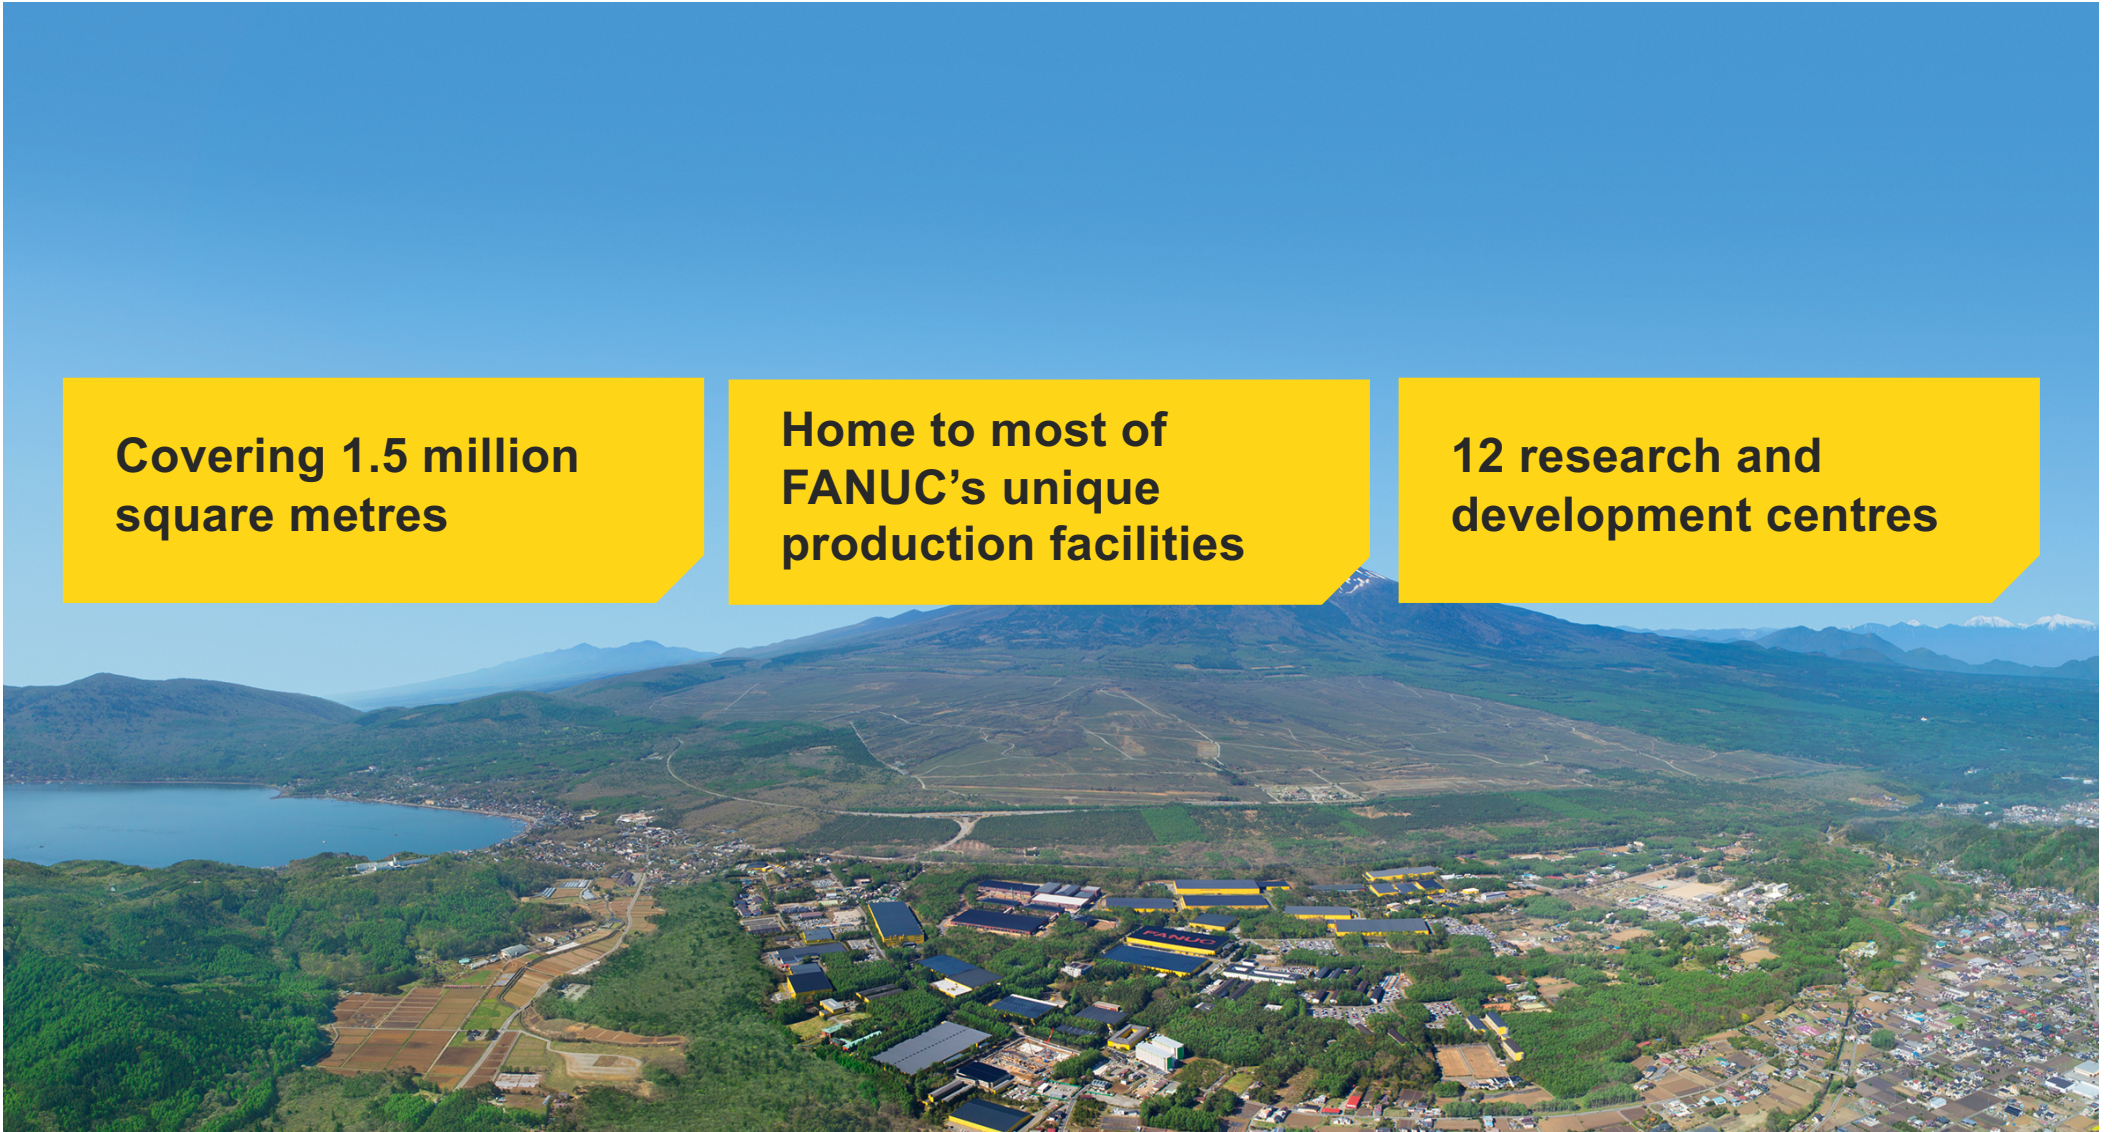 Covering 1.5 million
square metres
Home to most of
FANUC’s unique
production facilities
12 research and
development centres
FANUC